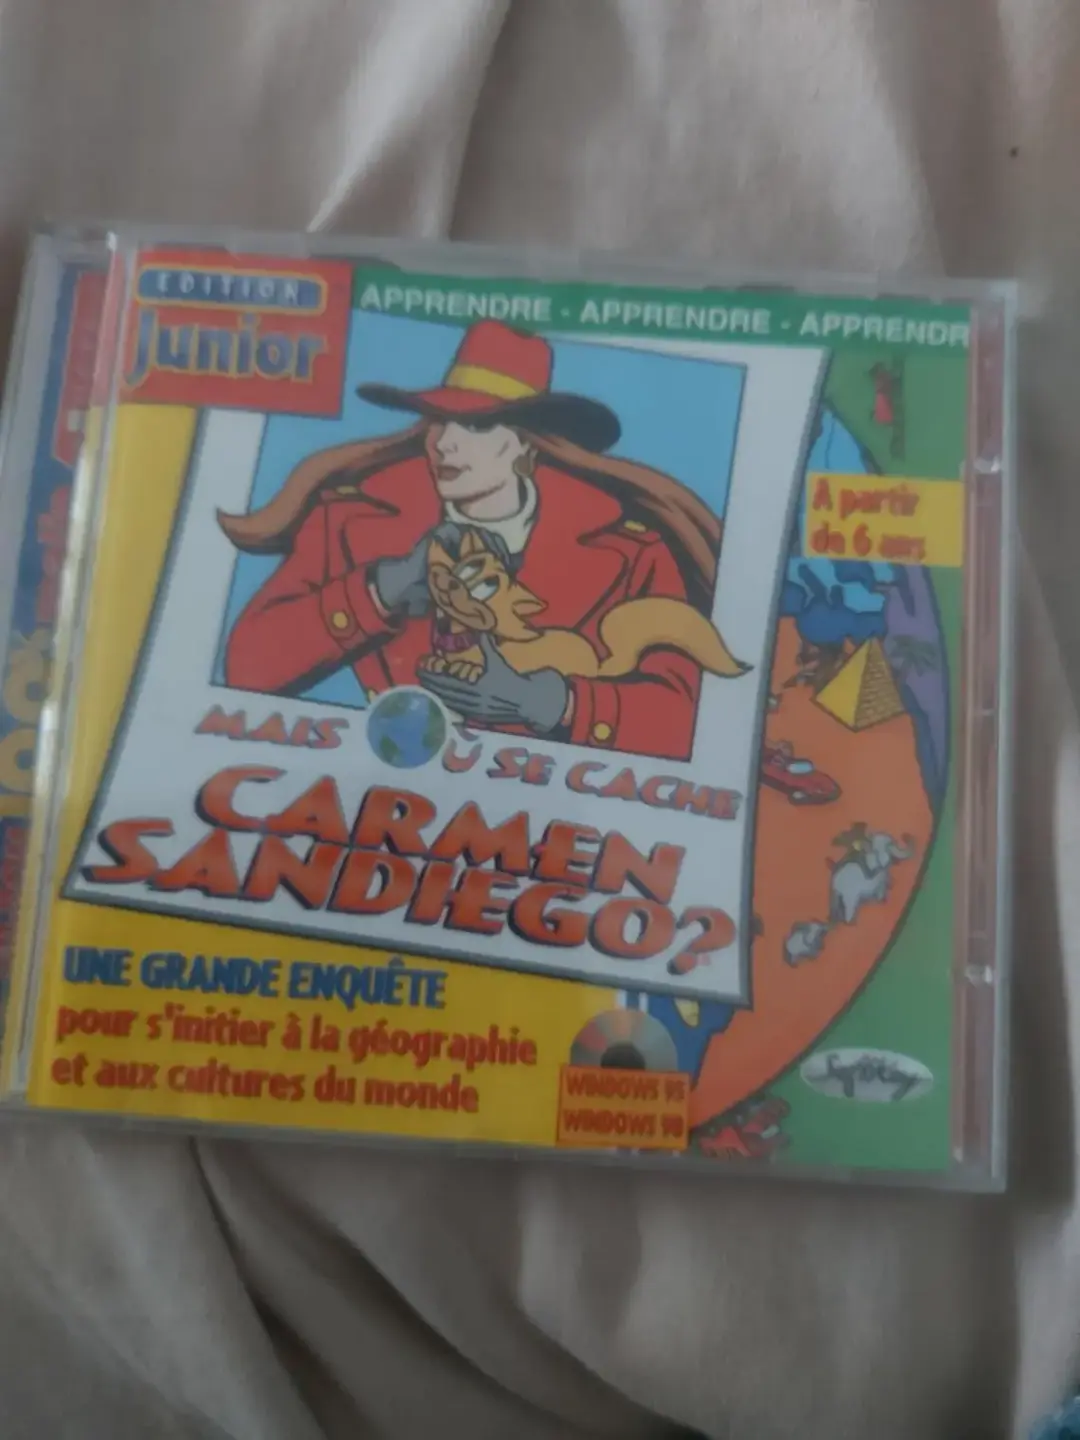 EDITION
Junior
APPRENDRE - APPRENDRE - APPRENDR
A partir
de 6 ans
MAIS OÙ SE CACHE
CARMEN
SANDIEGO?
UNE GRANDE ENQUÊTE
pour s'initier à la géographie
et aux cultures du monde
WINDOWS 95
WINDOWS 98
SoftKey